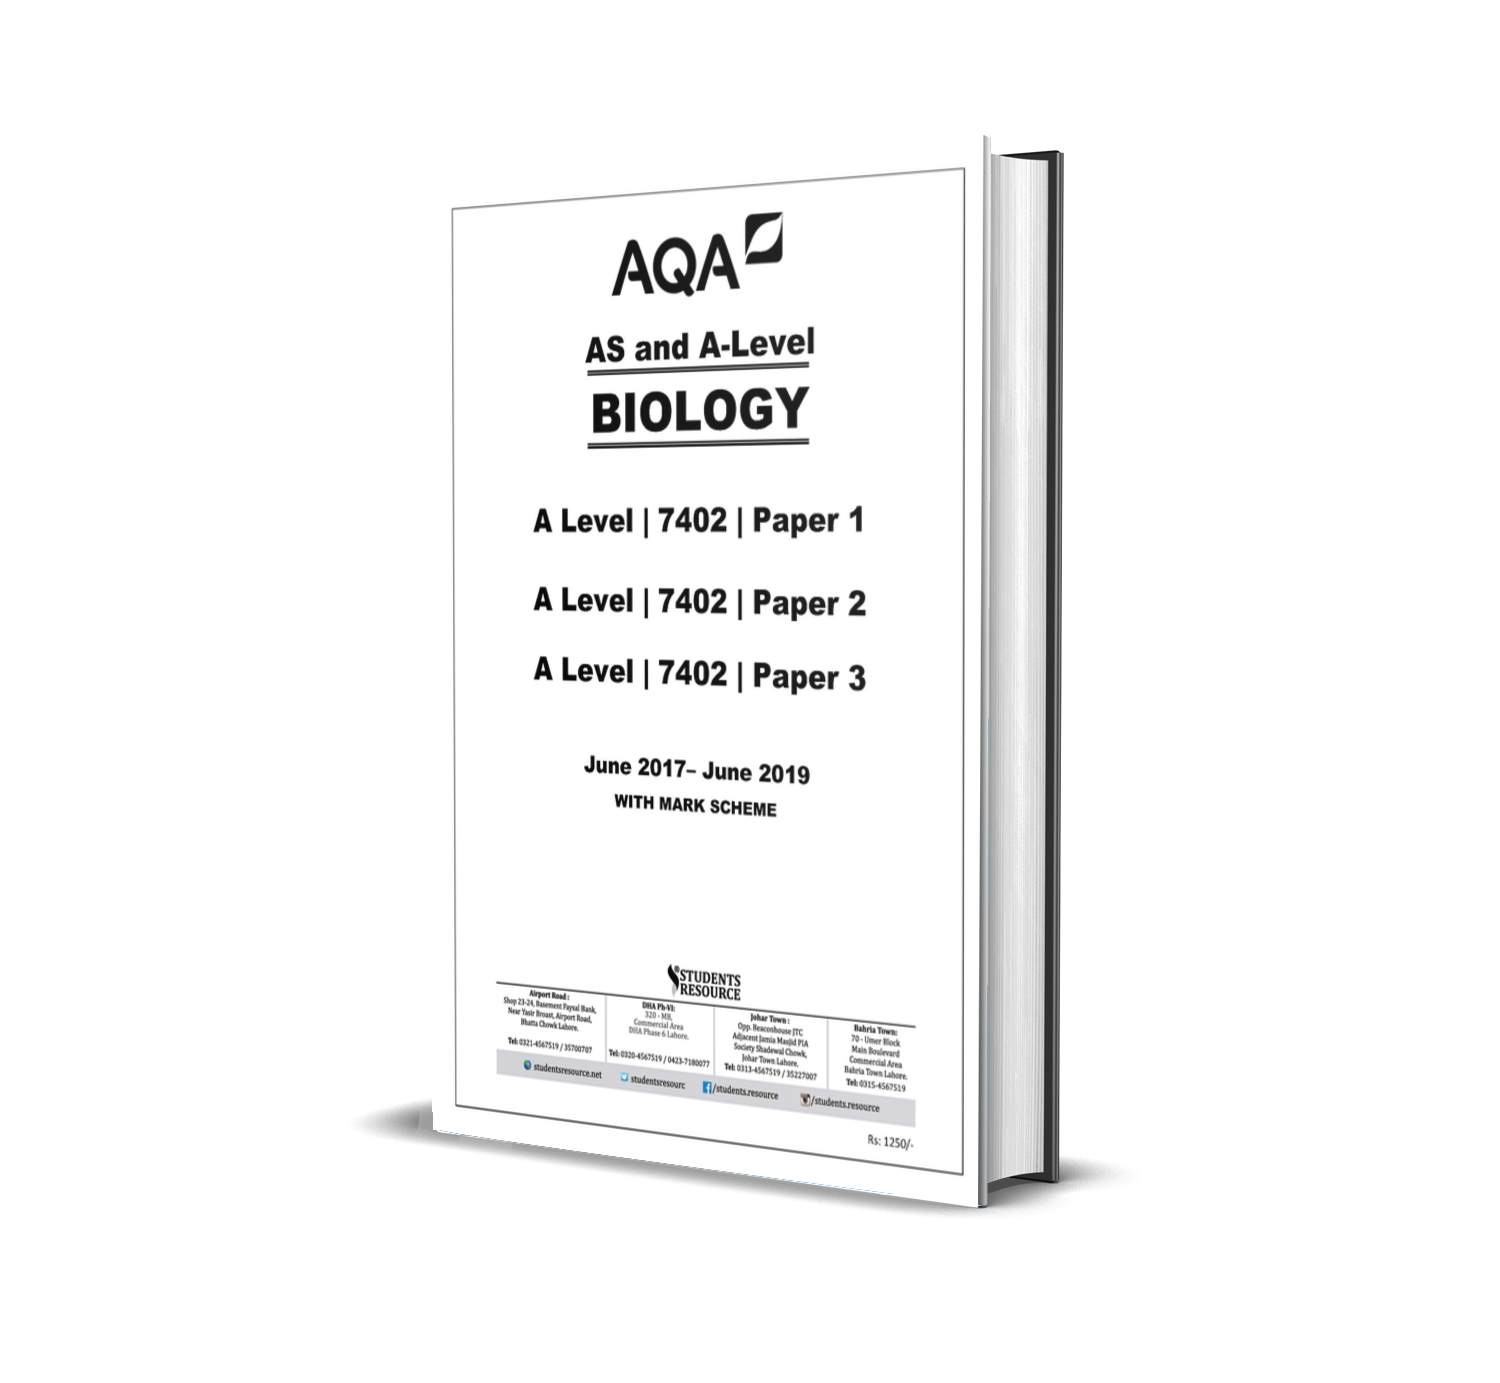 AQA
AS and A-Level
BIOLOGY
A Level | 7402 | Paper 1
A Level | 7402 | Paper 2
A Level | 7402 | Paper 3
June 2017– June 2019
WITH MARK SCHEME
STUDENTS
RESOURCE
Airport Road :
Shop 23-24, Basement Faysal Bank,
Near Yasir Broast, Airport Road,
Bhatta Chowk Lahore.
Tel: 0321-4567519 / 35700707
DHA Ph-VI:
320 - MB,
Commercial Area
DHA Phase 6 Lahore.
Tel: 0320-4567519 / 0423-7180077
Johar Town :
Opp. Beaconhouse JTC
Adjacent Jamia Masjid PIA
Society Shadewal Chowk,
Johar Town Lahore.
Tel: 0313-4567519 / 35227007
Bahria Town:
70 - Umer Block
Main Boulevard
Commercial Area
Bahria Town Lahore.
Tel: 0315-4567519
studentsresource.net
studentsresourc
/students.resource
/students.resource
Rs: 1250/-